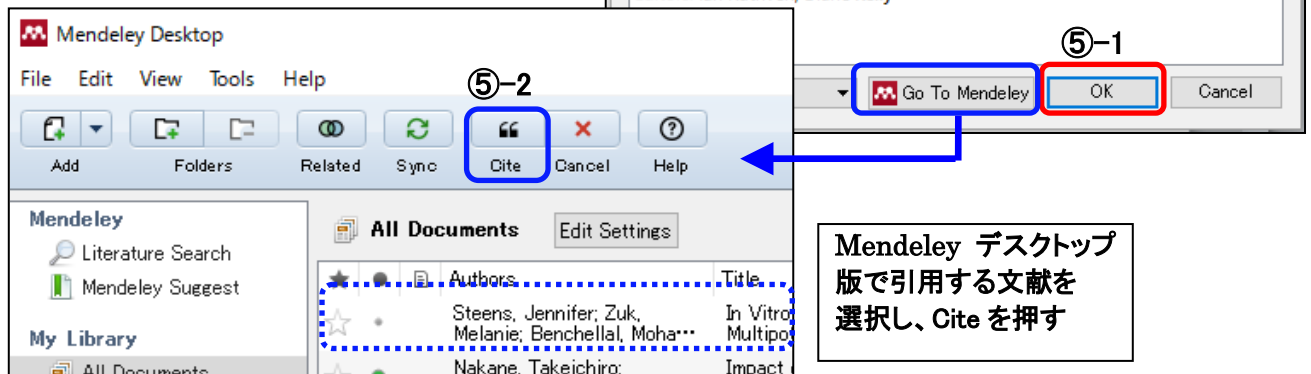 Mendeley Desktop
File Edit View Tools Help
⑤-2
Add Folders Related Sync Cite Cancel Help
⑤-1
Go To Mendeley OK Cancel
Mendeley
Literature Search
Mendeley Suggest
My Library
All Documents
All Documents Edit Settings
Authors Title
Steens, Jennifer; Zuk, In Vitro
Melanie; Benchellal, Moha… Multipo
Nakane, Takeichiro; Impact
Mendeley デスクトップ
版で引用する文献を
選択し、Cite を押す